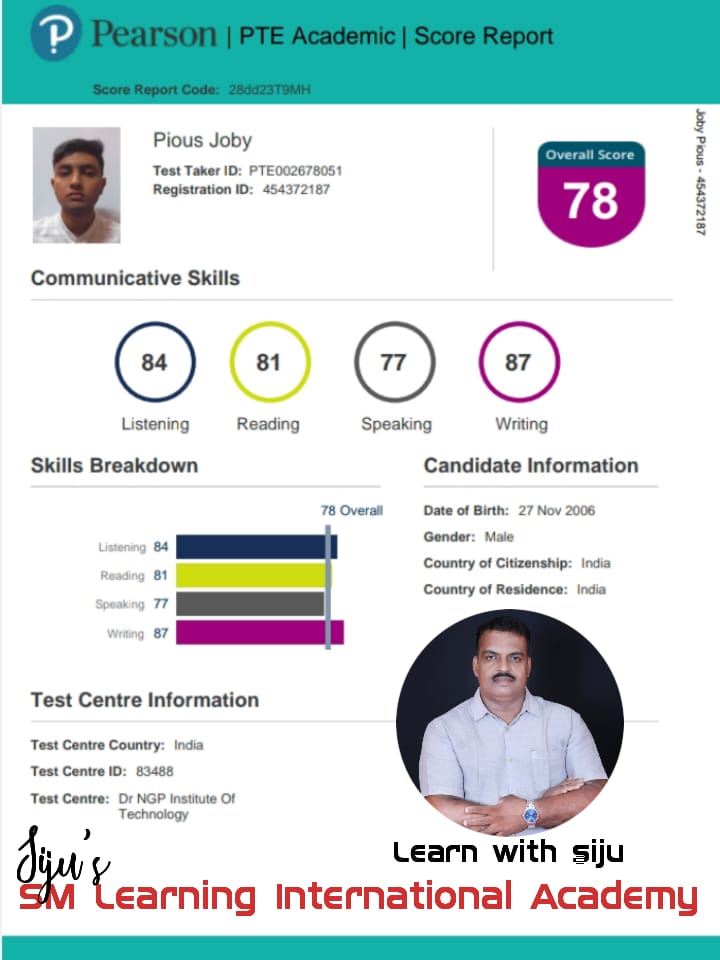 Pearson | PTE Academic | Score Report
Score Report Code: 28dd23T9MH
Joby Pious - 454372187
Pious Joby
Test Taker ID: PTE002678051
Registration ID: 454372187
Overall Score
78
Communicative Skills
84 81 77 87
Listening Reading Speaking Writing
Skills Breakdown
78 Overall
Listening 84
Reading 81
Speaking 77
Writing 87
Candidate Information
Date of Birth: 27 Nov 2006
Gender: Male
Country of Citizenship: India
Country of Residence: India
Test Centre Information
Test Centre Country: India
Test Centre ID: 83488
Test Centre: Dr NGP Institute Of
Technology
Learn with siju
Siju's
SM Learning International Academy